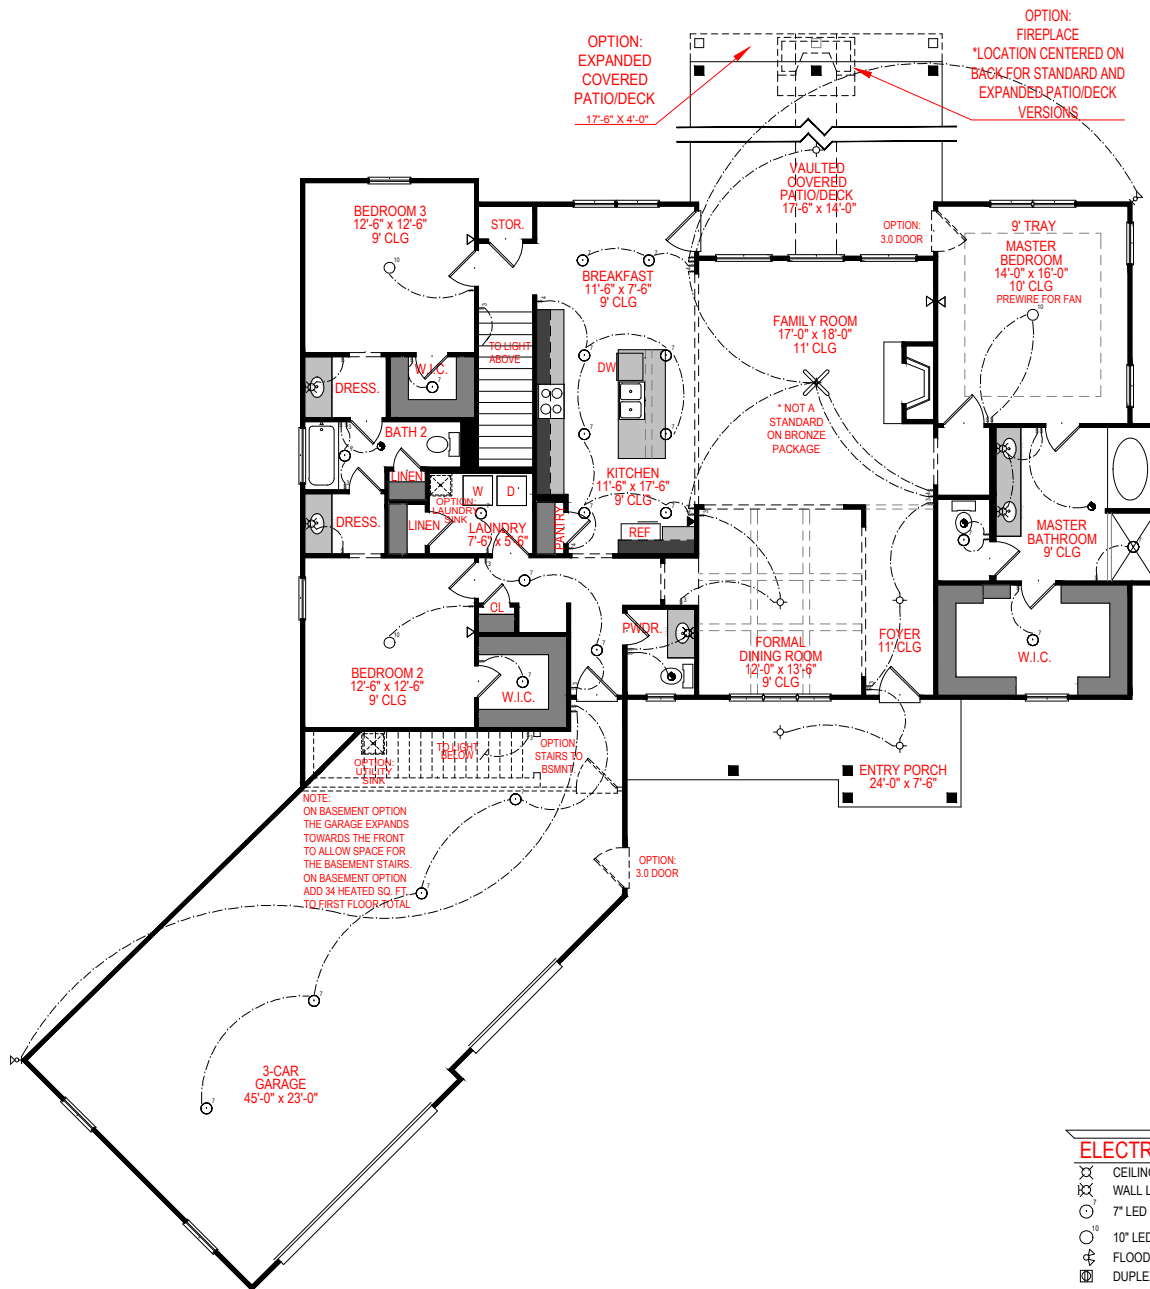 OPTION:
EXPANDED
COVERED
PATIO/DECK
17'-6" X 4'-0"
OPTION:
FIREPLACE
*LOCATION CENTERED ON
BACK FOR STANDARD AND
EXPANDED PATIO/DECK
VERSIONS
VAULTED
COVERED
PATIO/DECK
17'-6" x 14'-0"
OPTION:
3.0 DOOR
BEDROOM 3
12'-6" x 12'-6"
9' CLG
STOR.
BREAKFAST
11'-6" x 7'-6"
9' CLG
9' TRAY
MASTER
BEDROOM
14'-0" x 16'-0"
10' CLG
PREWIRE FOR FAN
FAMILY ROOM
17'-0" x 18'-0"
11' CLG
TO LIGHT
ABOVE
DW
W.I.C.
DRESS.
* NOT A
STANDARD
ON BRONZE
PACKAGE
BATH 2
LINEN
KITCHEN
11'-6" x 17'-6"
9' CLG
OPTION:
LAUNDRY
SINK
W
D
DRESS.
LINEN
LAUNDRY
7'-6" x 5'-6"
PANTRY
REF
MASTER
BATHROOM
9' CLG
CL
PWDR.
FORMAL
DINING ROOM
12'-0" x 13'-6"
9' CLG
FOYER
11' CLG
W.I.C.
BEDROOM 2
12'-6" x 12'-6"
9' CLG
W.I.C.
OPTION:
UTILITY
SINK
TO LIGHT
BELOW
OPTION:
STAIRS TO
BSMNT.
ENTRY PORCH
24'-0" x 7'-6"
NOTE:
ON BASEMENT OPTION
THE GARAGE EXPANDS
TOWARDS THE FRONT
TO ALLOW SPACE FOR
THE BASEMENT STAIRS.
ON BASEMENT OPTION
ADD 34 HEATED SQ. FT.
TO FIRST FLOOR TOTAL
OPTION:
3.0 DOOR
3-CAR
GARAGE
45'-0" x 23'-0"
ELECTR
CEILING
WALL L
7" LED
10" LED
FLOOD
DUPLE